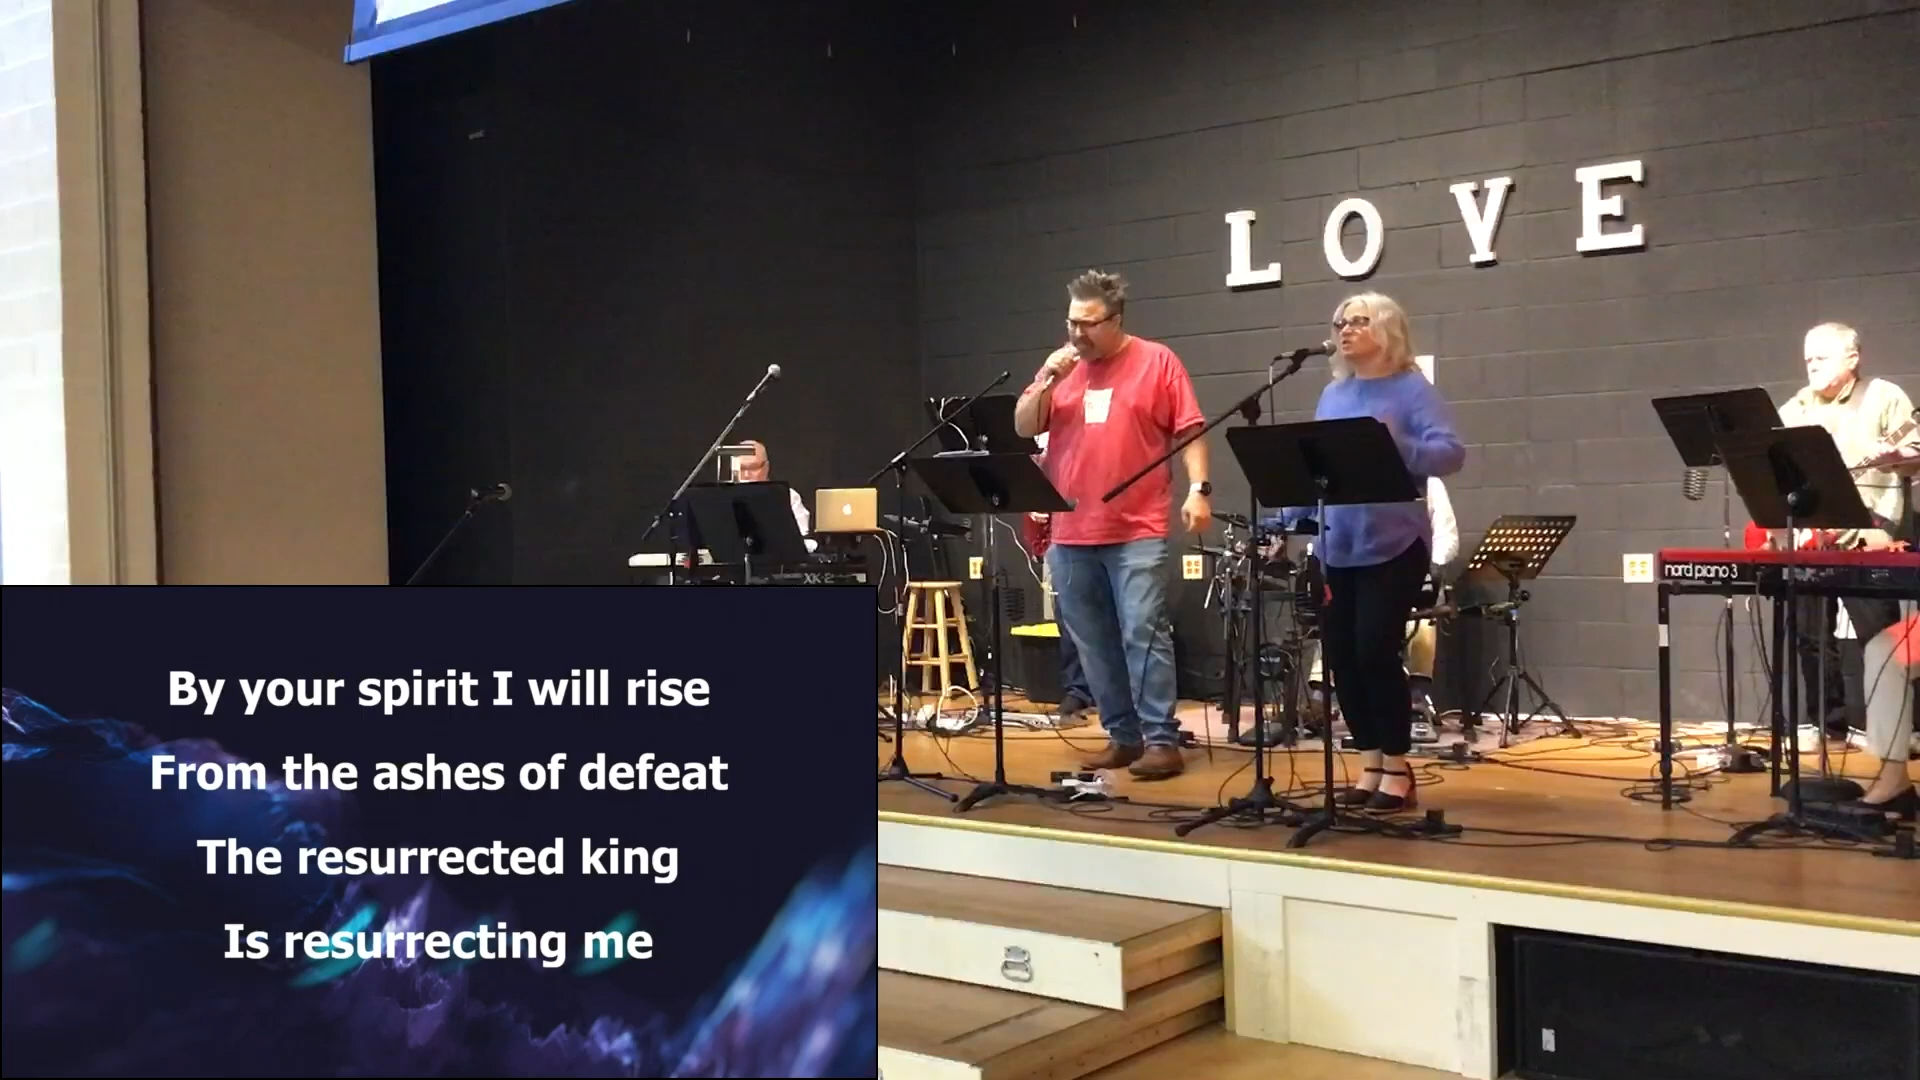 L O V E
XK-2
nord piano 3
By your spirit I will rise
From the ashes of defeat
The resurrected king
Is resurrecting me